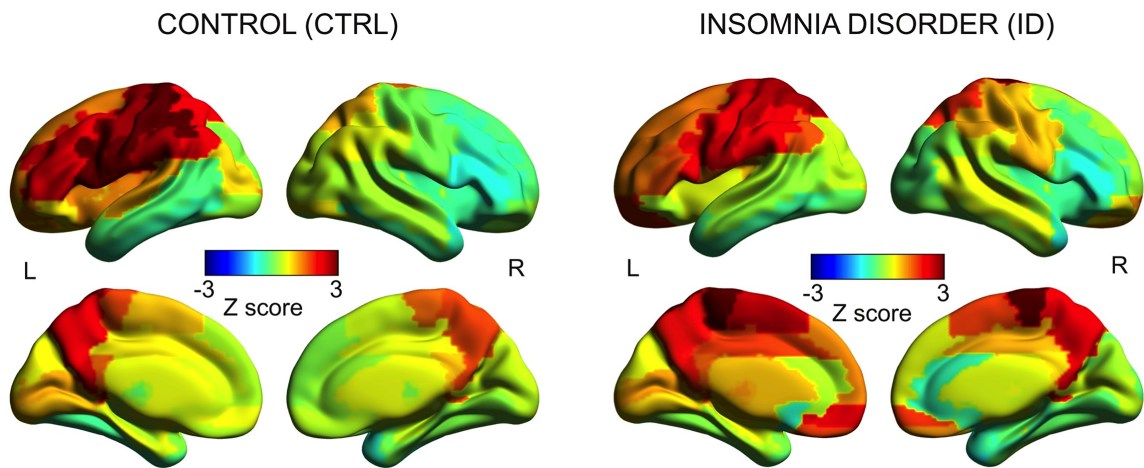 CONTROL (CTRL)
INSOMNIA DISORDER (ID)
L
R
-3
3
Z score
L
R
-3
3
Z score